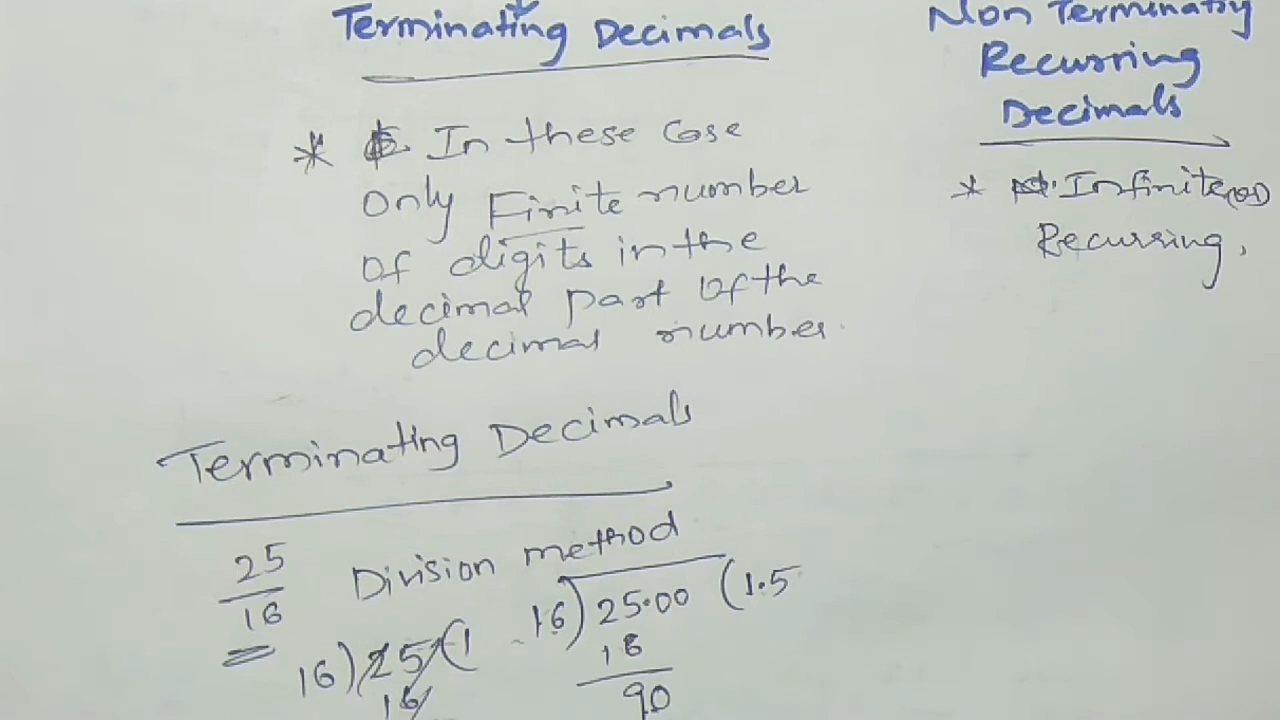 Terminating Decimals
* In these Case
only Finite number
of digits in the
decimal part of the
decimal number.
Non Terminating
Recurring
Decimals
* Infinite (or)
Recurring,
Terminating Decimals
25
16
Division method
16) 25 (1
16
16) 25.00 (1.5
16
90